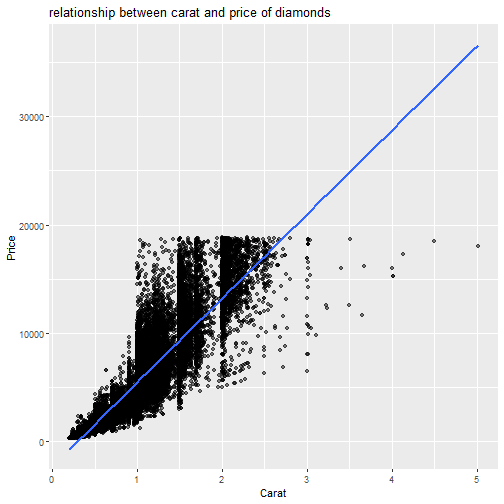 relationship between carat and price of diamonds
30000
20000
10000
0
Price
0 1 2 3 4 5
Carat